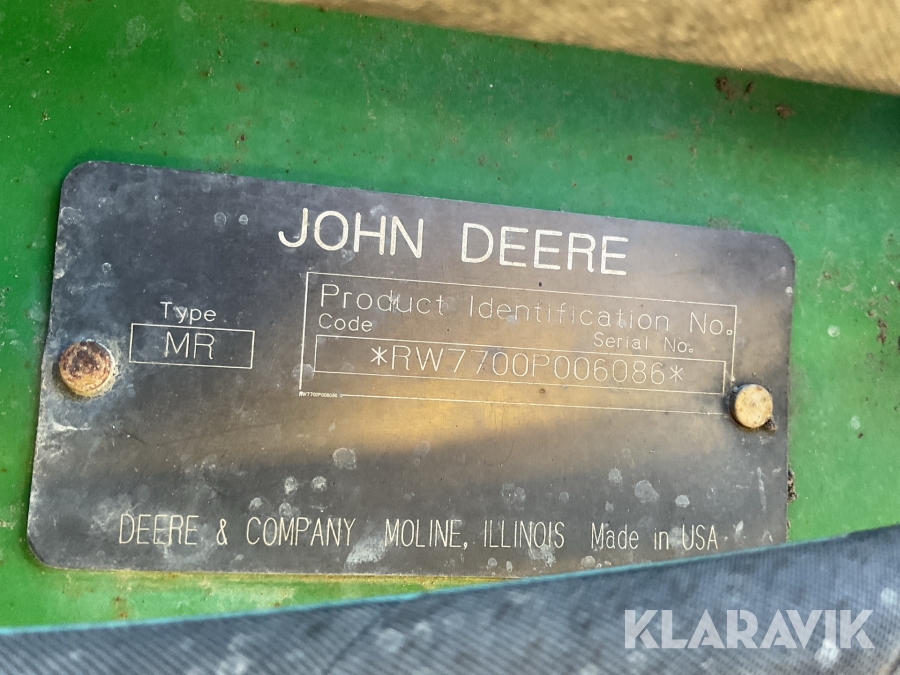 JOHN DEERE
Product Identification No.
Type
Code
Serial No.
MR
*RW7700P006086*
RW7700P006086
DEERE & COMPANY MOLINE, ILLINOIS Made in USA
KLARAVIK